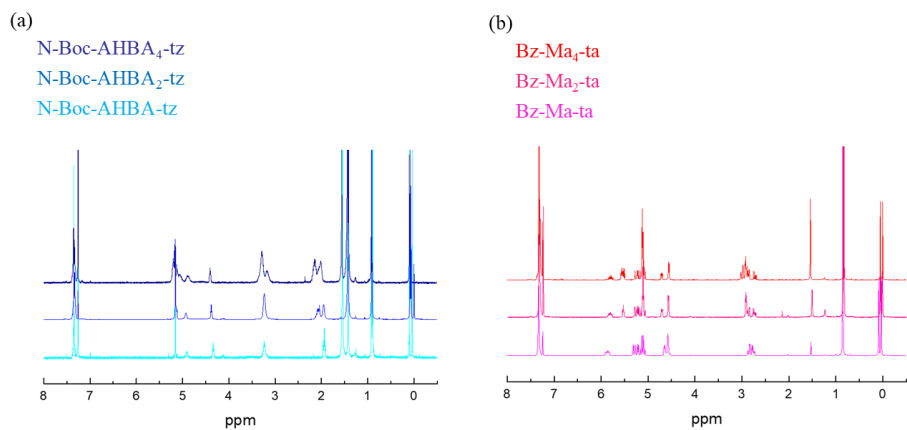 (a)
N-Boc-AHBA₄-tz
N-Boc-AHBA₂-tz
N-Boc-AHBA-tz
8 7 6 5 4 3 2 1 0
ppm
(b)
Bz-Ma₄-ta
Bz-Ma₂-ta
Bz-Ma-ta
8 7 6 5 4 3 2 1 0
ppm